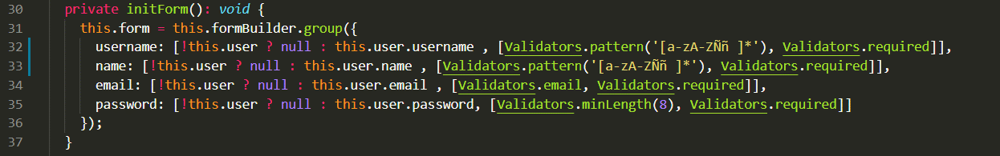 30 private initForm(): void {
31 this.form = this.formBuilder.group({
32 username: [!this.user ? null : this.user.username , [Validators.pattern('[a-zA-ZÑñ ]*'), Validators.required]],
33 name: [!this.user ? null : this.user.name , [Validators.pattern('[a-zA-ZÑñ ]*'), Validators.required]],
34 email: [!this.user ? null : this.user.email , [Validators.email, Validators.required]],
35 password: [!this.user ? null : this.user.password, [Validators.minLength(8), Validators.required]]
36 });
37 }